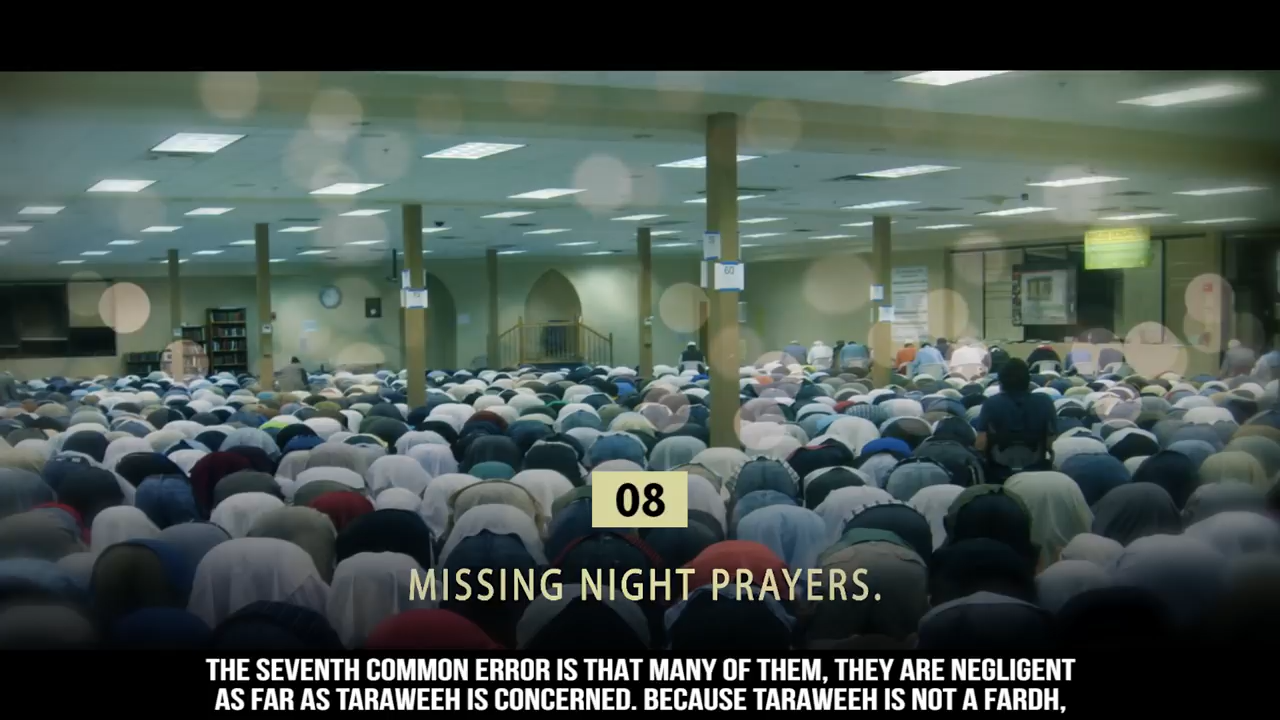 60
08
MISSING NIGHT PRAYERS.
THE SEVENTH COMMON ERROR IS THAT MANY OF THEM, THEY ARE NEGLIGENT
AS FAR AS TARAWEEH IS CONCERNED. BECAUSE TARAWEEH IS NOT A FARDH,